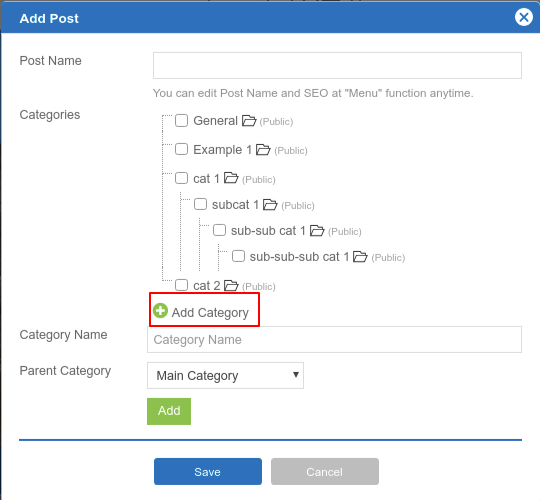 Add Post
Post Name
You can edit Post Name and SEO at "Menu" function anytime.
Categories
General (Public)
Example 1 (Public)
cat 1 (Public)
subcat 1 (Public)
sub-sub cat 1 (Public)
sub-sub-sub cat 1 (Public)
cat 2 (Public)
Add Category
Category Name Category Name
Parent Category Main Category
Add
Save Cancel